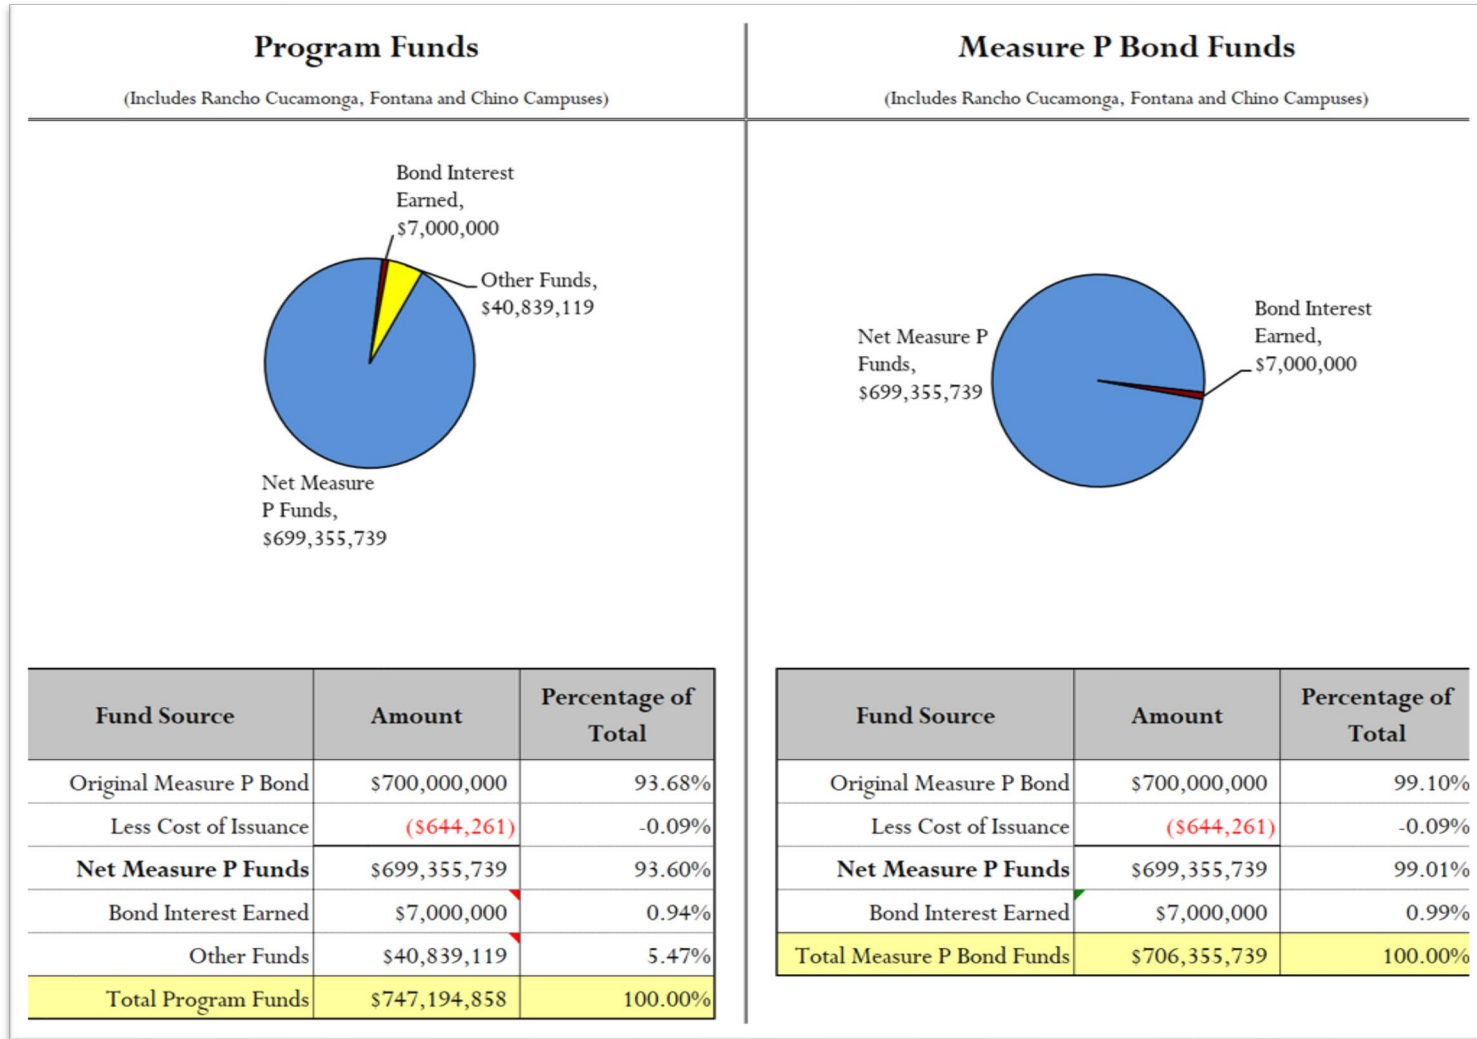 Program Funds
(Includes Rancho Cucamonga, Fontana and Chino Campuses)
Bond Interest
Earned,
$7,000,000
Other Funds,
$40,839,119
Net Measure
P Funds,
$699,355,739
Fund Source Amount Percentage of Total
Original Measure P Bond $700,000,000 93.68%
Less Cost of Issuance ($644,261) -0.09%
Net Measure P Funds $699,355,739 93.60%
Bond Interest Earned $7,000,000 0.94%
Other Funds $40,839,119 5.47%
Total Program Funds $747,194,858 100.00%
Measure P Bond Funds
(Includes Rancho Cucamonga, Fontana and Chino Campuses)
Net Measure P
Funds,
$699,355,739
Bond Interest
Earned,
$7,000,000
Fund Source Amount Percentage of Total
Original Measure P Bond $700,000,000 99.10%
Less Cost of Issuance ($644,261) -0.09%
Net Measure P Funds $699,355,739 99.01%
Bond Interest Earned $7,000,000 0.99%
Total Measure P Bond Funds $706,355,739 100.00%